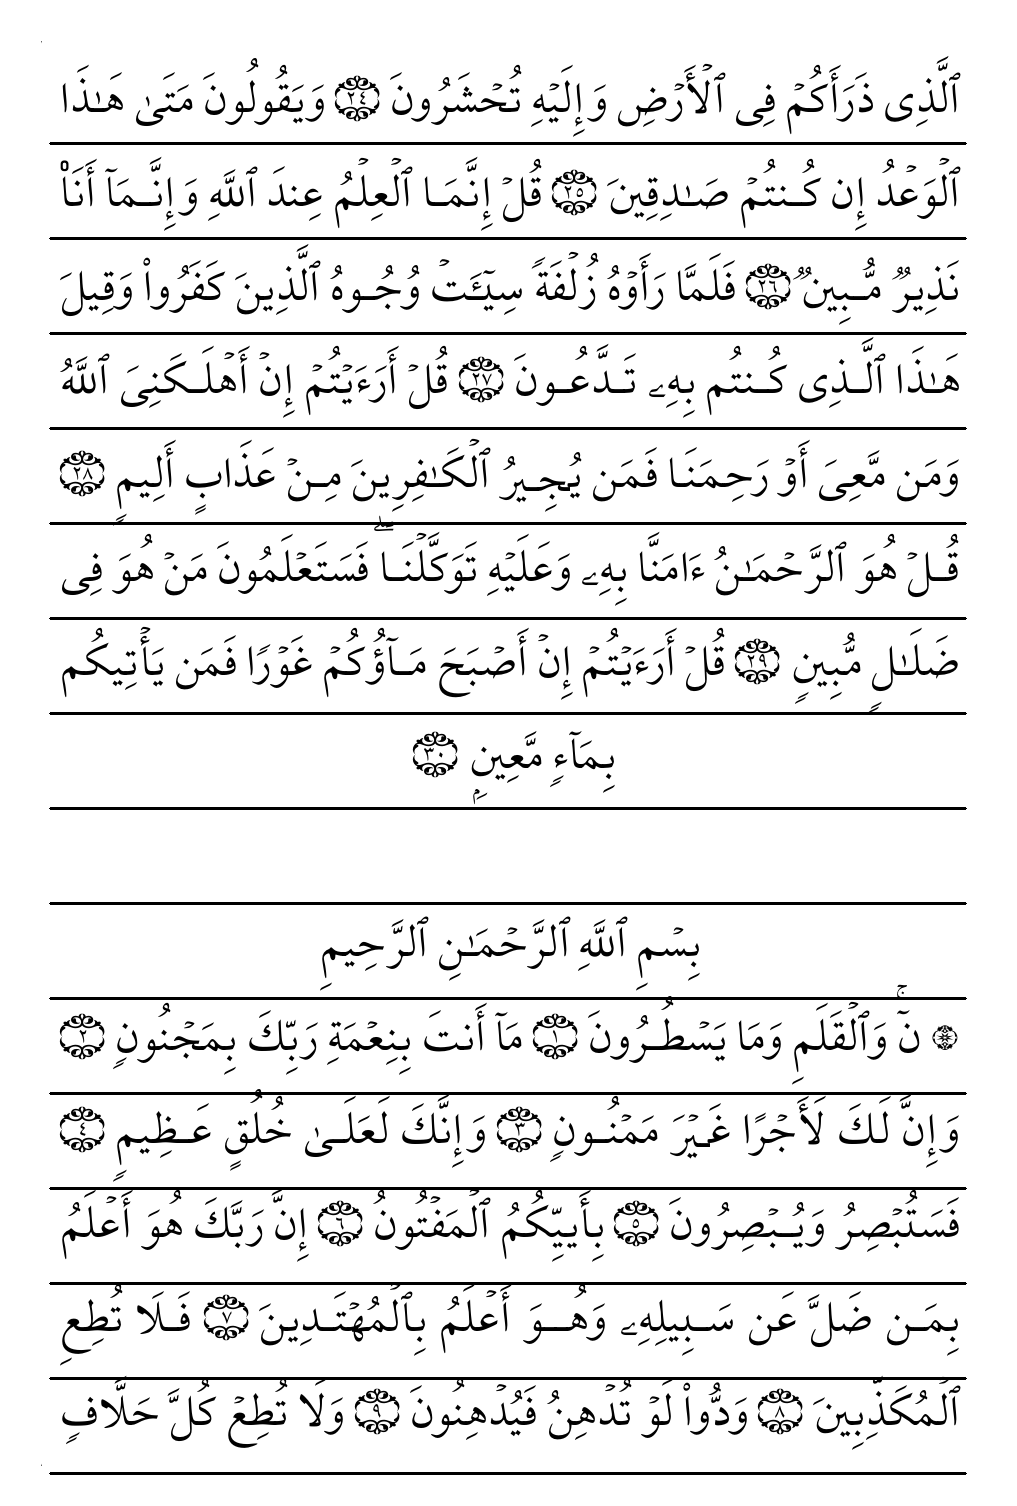 ٱلَّذِى ذَرَأَكُمۡ فِى ٱلۡأَرۡضِ وَإِلَيۡهِ تُحۡشَرُونَ ۝٢٤ وَيَقُولُونَ مَتَىٰ هَـٰذَا
ٱلۡوَعۡدُ إِن كُنتُمۡ صَـٰدِقِينَ ۝٢٥ قُلۡ إِنَّمَا ٱلۡعِلۡمُ عِندَ ٱللَّهِ وَإِنَّمَآ أَنَا۠
نَذِيرࣱ مُّبِينࣱ ۝٢٦ فَلَمَّا رَأَوۡهُ زُلۡفَةࣰ سِيۤـَٔتۡ وُجُوهُ ٱلَّذِينَ كَفَرُوا۟ وَقِيلَ
هَـٰذَا ٱلَّذِى كُنتُم بِهِۦ تَدَّعُونَ ۝٢٧ قُلۡ أَرَءَيۡتُمۡ إِنۡ أَهۡلَكَنِىَ ٱللَّهُ
وَمَن مَّعِىَ أَوۡ رَحِمَنَا فَمَن يُجِيرُ ٱلۡكَـٰفِرِينَ مِنۡ عَذَابٍ أَلِيمࣲ ۝٢٨
قُلۡ هُوَ ٱلرَّحۡمَـٰنُ ءَامَنَّا بِهِۦ وَعَلَيۡهِ تَوَكَّلۡنَاۖ فَسَتَعۡلَمُونَ مَنۡ هُوَ فِى
ضَلَـٰلࣲ مُّبِينࣲ ۝٢٩ قُلۡ أَرَءَيۡتُمۡ إِنۡ أَصۡبَحَ مَاۤؤُكُمۡ غَوۡرࣰا فَمَن يَأۡتِيكُم
بِمَاۤءࣲ مَّعِينِۭ ۝٣٠
بِسۡمِ ٱللَّهِ ٱلرَّحۡمَـٰنِ ٱلرَّحِيمِ
۞ نۤۚ وَٱلۡقَلَمِ وَمَا يَسۡطُرُونَ ۝١ مَاۤ أَنتَ بِنِعۡمَةِ رَبِّكَ بِمَجۡنُونࣲ ۝٢
وَإِنَّ لَكَ لَأَجۡرًا غَيۡرَ مَمۡنُونࣲ ۝٣ وَإِنَّكَ لَعَلَىٰ خُلُقٍ عَظِيمࣲ ۝٤
فَسَتُبۡصِرُ وَيُبۡصِرُونَ ۝٥ بِأَييِّكُمُ ٱلۡمَفۡتُونُ ۝٦ إِنَّ رَبَّكَ هُوَ أَعۡلَمُ
بِمَن ضَلَّ عَن سَبِيلِهِۦ وَهُوَ أَعۡلَمُ بِٱلۡمُهۡتَدِينَ ۝٧ فَلَا تُطِعِ
ٱلۡمُكَذِّبِينَ ۝٨ وَدُّوا۟ لَوۡ تُدۡهِنُ فَيُدۡهِنُونَ ۝٩ وَلَا تُطِعۡ كُلَّ حَلَّافࣲ